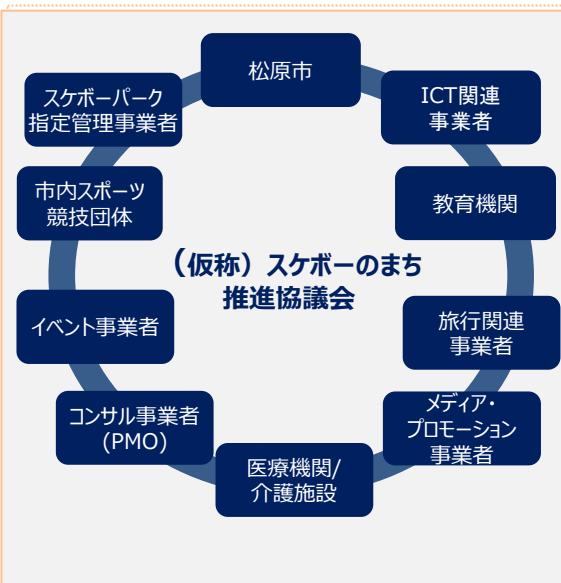 松原市
ICT関連
事業者
教育機関
旅行関連
事業者
メディア・
プロモーション
事業者
医療機関/
介護施設
コンサル事業者
(PMO)
イベント事業者
市内スポーツ
競技団体
スケボーパーク
指定管理事業者
（仮称）スケボーのまち
推進協議会